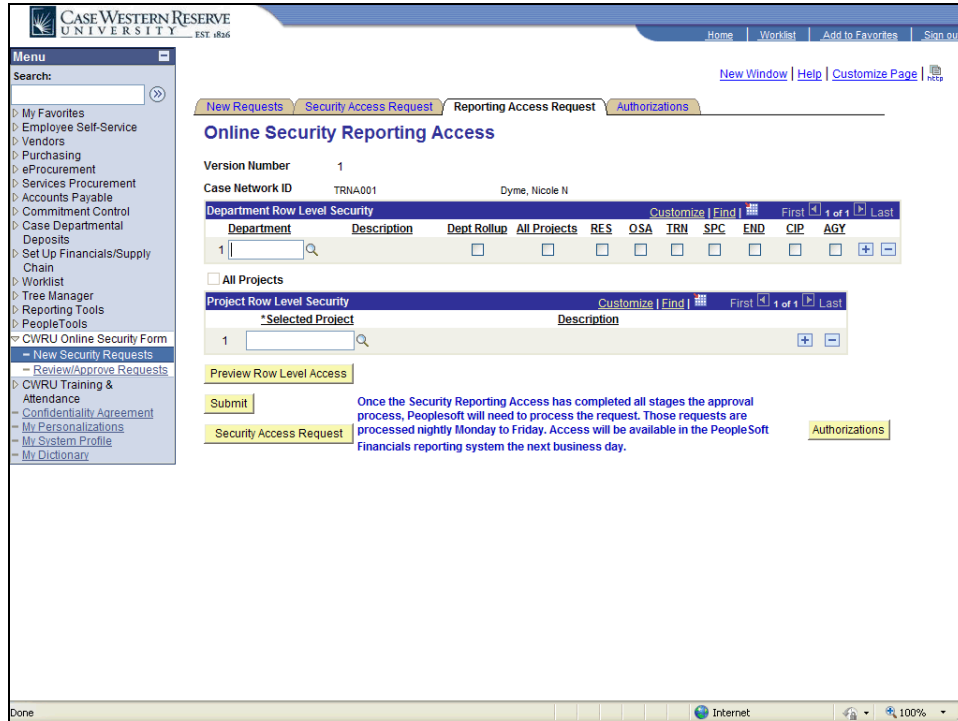 CASE WESTERN RESERVE
UNIVERSITY EST. 1826
Home Worklist Add to Favorites Sign ou
Menu
Search:
My Favorites
Employee Self-Service
Vendors
Purchasing
eProcurement
Services Procurement
Accounts Payable
Commitment Control
Case Departmental
Deposits
Set Up Financials/Supply
Chain
Worklist
Tree Manager
Reporting Tools
PeopleTools
CWRU Online Security Form
New Security Requests
Review/Approve Requests
CWRU Training &
Attendance
Confidentiality Agreement
My Personalizations
My System Profile
My Dictionary
New Window | Help | Customize Page | http
New Requests Security Access Request Reporting Access Request Authorizations
Online Security Reporting Access
Version Number 1
Case Network ID TRNA001 Dyme, Nicole N
Department Row Level Security Customize | Find | First 1 of 1 Last
Department Description Dept Rollup All Projects RES OSA TRN SPC END CIP AGY
1
All Projects
Project Row Level Security Customize | Find | First 1 of 1 Last
*Selected Project Description
1
Preview Row Level Access
Submit
Security Access Request
Once the Security Reporting Access has completed all stages the approval
process, Peoplesoft will need to process the request. Those requests are
processed nightly Monday to Friday. Access will be available in the PeopleSoft
Financials reporting system the next business day.
Authorizations
Done Internet 100%